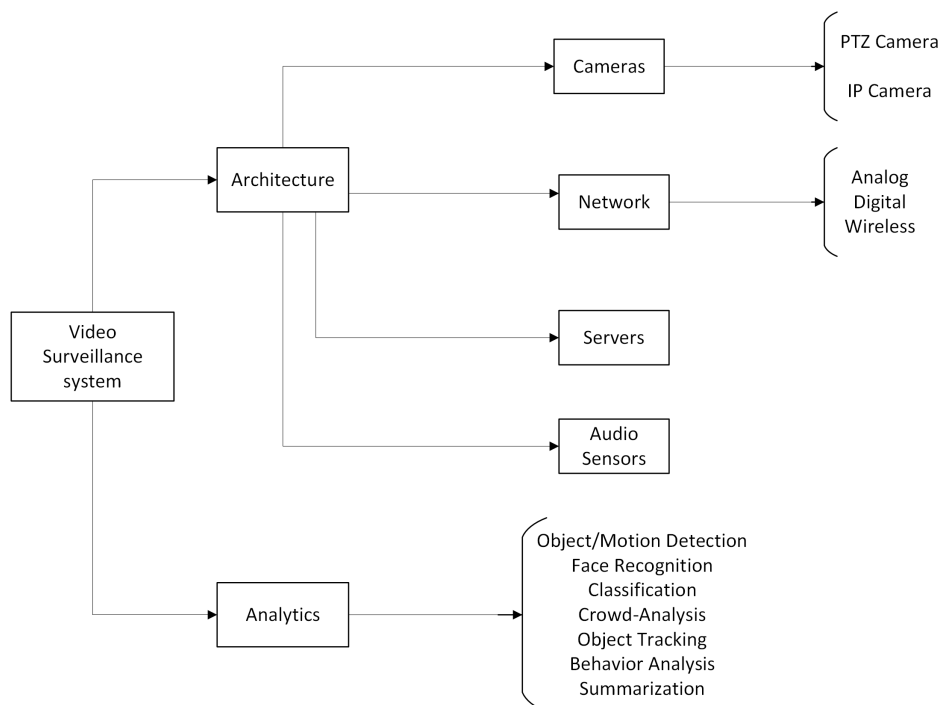 PTZ Camera
Cameras
IP Camera
Architecture
Analog
Network
Digital
Wireless
Video
Surveillance
system
Servers
Audio
Sensors
Object/Motion Detection
Face Recognition
Classification
Analytics
Crowd-Analysis
Object Tracking
Behavior Analysis
Summarization